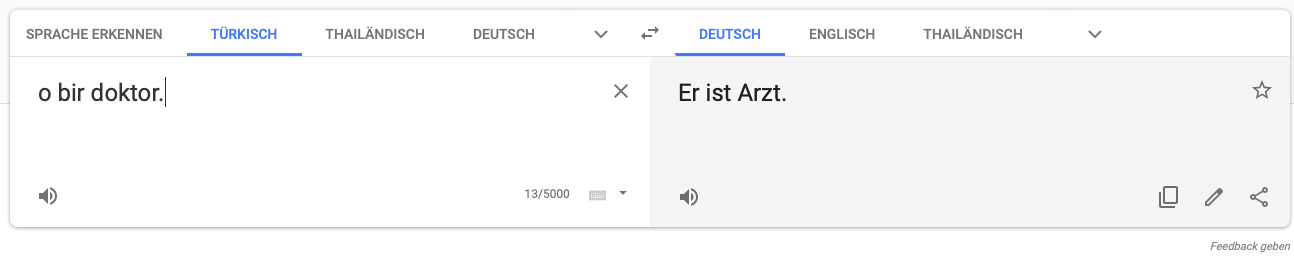 SPRACHE ERKENNEN TÜRKISCH THAILÄNDISCH DEUTSCH DEUTSCH ENGLISCH THAILÄNDISCH
o bir doktor. Er ist Arzt.
13/5000
Feedback geben